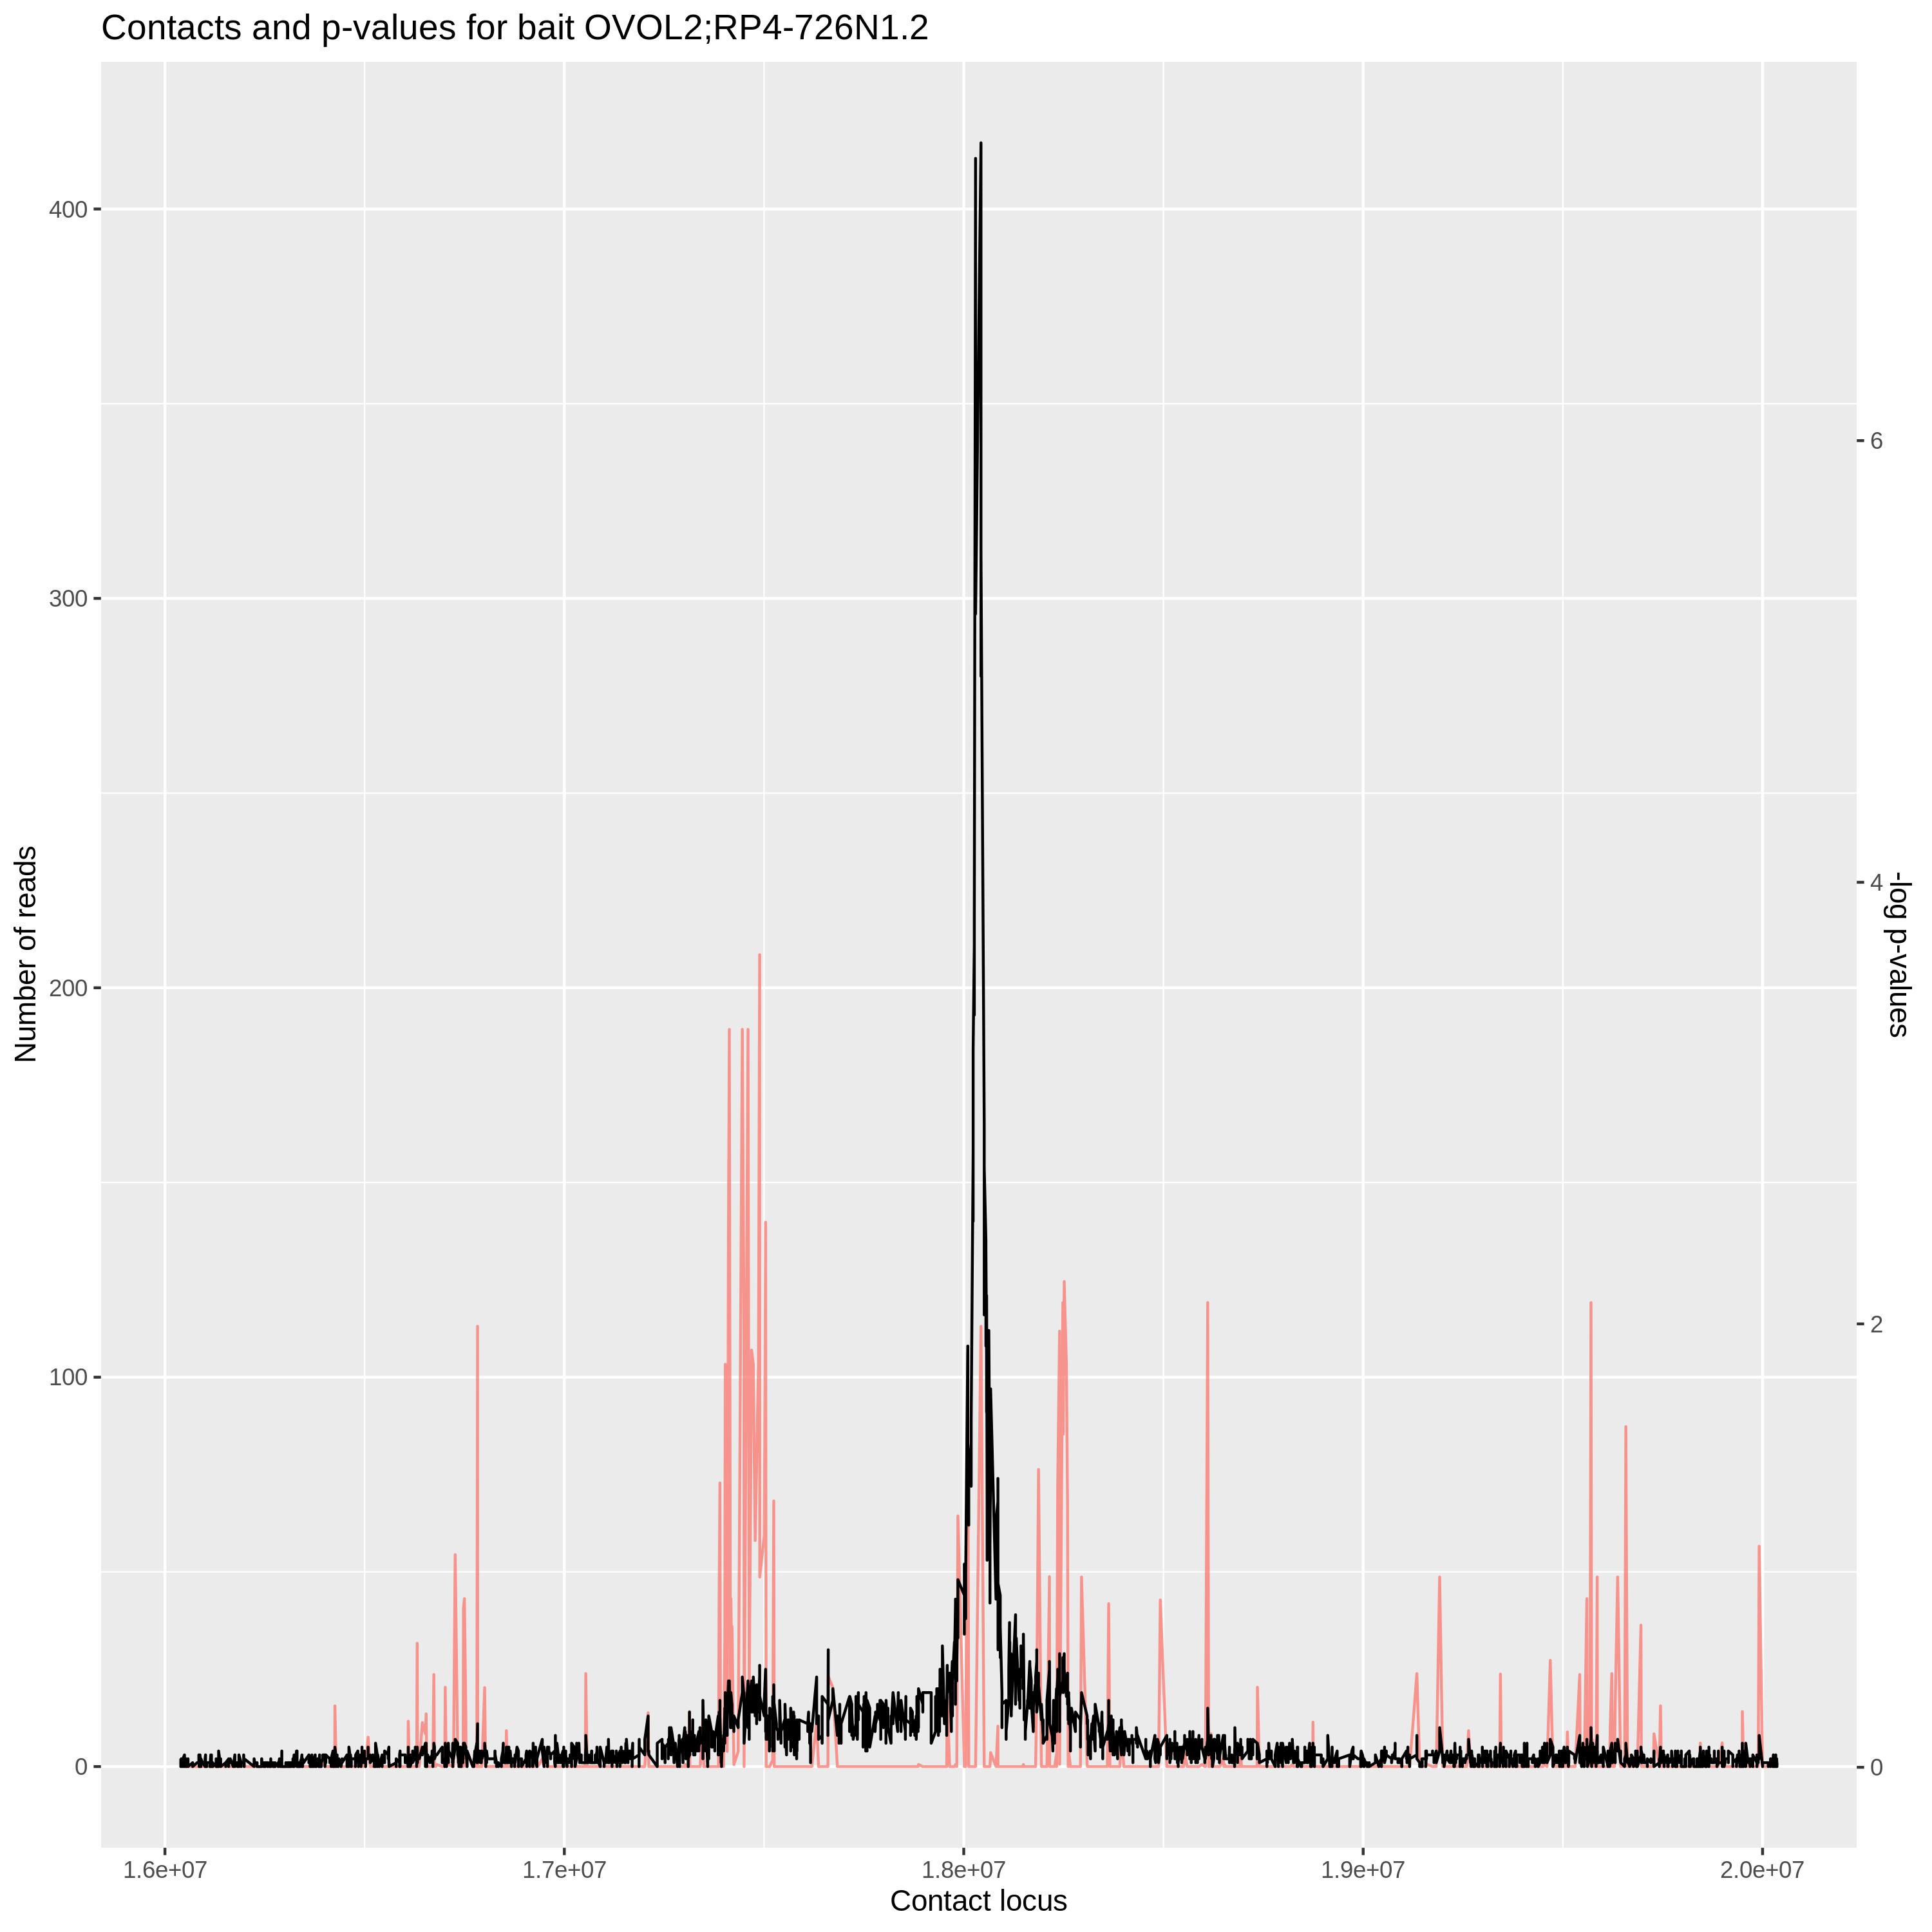 Contacts and p-values for bait OVOL2;RP4-726N1.2
400
300
200
100
0
Number of reads
6
4
2
0
-log p-values
1.6e+07 1.7e+07 1.8e+07 1.9e+07 2.0e+07
Contact locus